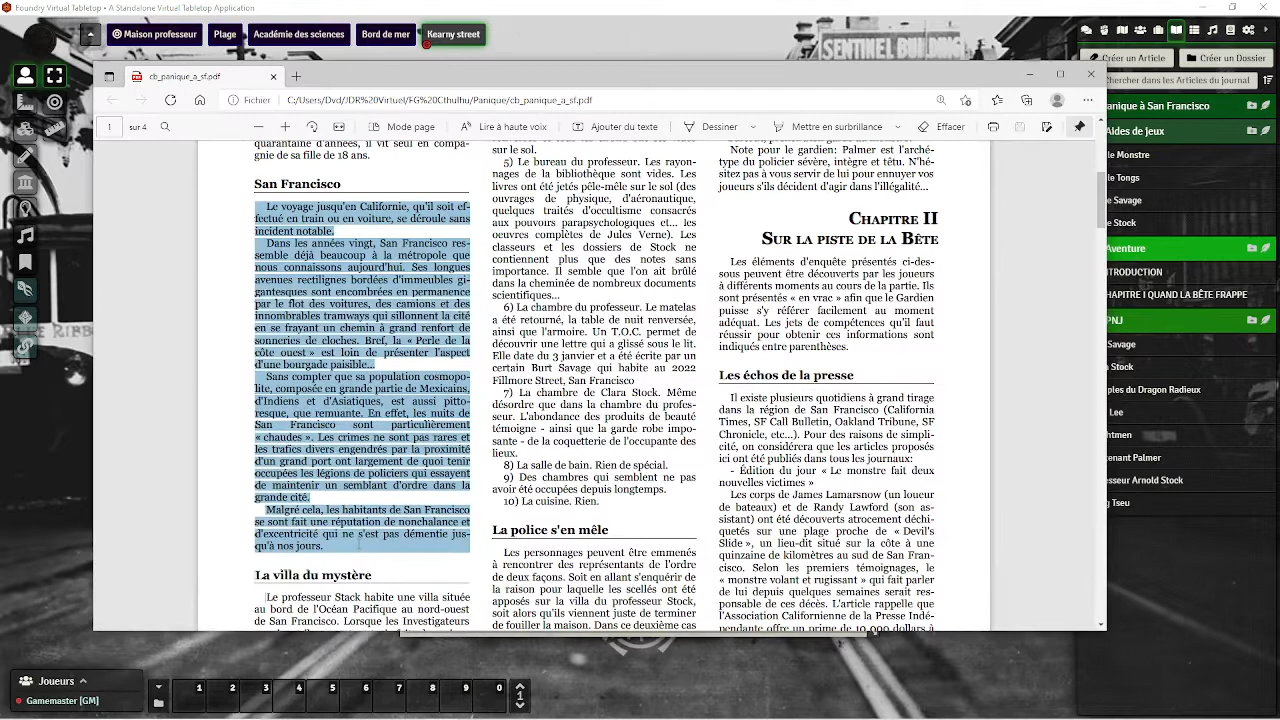 Foundry Virtual Tabletop • A Standalone Virtual Tabletop Application
Maison professeur
Plage
Académie des sciences
Bord de mer
Kearny street
SENTINEL BUILDING
cb_panique_a_sf.pdf
Fichier
C:/Users/Dvd/JDR%20Virtuel/FG%20Cthulhu/Panique/cb_panique_a_sf.pdf
1
sur 4
Mode page
Lire à haute voix
Ajout du texte
Dessiner
Mettre en surbrillance
Effacer
quarantaine d'années, il vit seul en compa-
gnie de sa fille de 18 ans.
San Francisco
Le voyage jusqu'en Californie, qu'il soit ef-
fectué en train ou en voiture, se déroule sans
incident notable.
Dans les années vingt, San Francisco res-
semble déjà beaucoup à la métropole que
nous connaissons aujourd'hui. Ses longues
avenues rectilignes bordées d'immeubles gi-
gantesques sont encombrées en permanence
par le flot des voitures, des camions et des
innombrables tramways qui sillonnent la cité
en se frayant un chemin à grand renfort de
sonneries de cloches. Bref, la « Perle de la
côte ouest » est loin de présenter l'aspect
d'une bourgade paisible...
Sans compter que sa population cosmopo-
lite, composée en grande partie de Mexicains,
d'Indiens et d'Asiatiques, est aussi pitto-
resque, que remuante. En effet, les nuits de
San Francisco sont particulièrement
« chaudes ». Les crimes ne sont pas rares et
les trafics divers engendrés par la proximité
d'un grand port ont largement de quoi tenir
occupées les légions de policiers qui essayent
de maintenir un semblant d'ordre dans la
grande cité.
Malgré cela, les habitants de San Francisco
se sont fait une réputation de nonchalance et
d'excentricité qui ne s'est pas démentie jus-
qu'à nos jours.
La villa du mystère
Le professeur Stack habite une villa située
au bord de l'Océan Pacifique au nord-ouest
de San Francisco. Lorsque les Investigateurs
sur le sol.
5) Le bureau du professeur. Les rayon-
nages de la bibliothèque sont vides. Les
livres ont été jetés pêle-mêle sur le sol (des
ouvrages de physique, d'aéronautique,
quelques traités d'occultisme consacrés
aux pouvoirs parapsychologiques et... les
oeuvres complètes de Jules Verne). Les
classeurs et les dossiers de Stock ne
contiennent plus que des notes sans
importance. Il semble que l'on ait brûlé
dans la cheminée de nombreux documents
scientifiques...
6) La chambre du professeur. Le matelas
a été retourné, la table de nuit renversée,
ainsi que l'armoire. Un T.O.C. permet de
découvrir une lettre qui a glissé sous le lit.
Elle date du 3 janvier et a été écrite par un
certain Burt Savage qui habite au 2022
Fillmore Street, San Francisco
7) La chambre de Clara Stock. Même
désordre que dans la chambre du profes-
seur. L'abondance des produits de beauté
témoigne - ainsi que la garde robe impo-
sante - de la coquetterie de l'occupante des
lieux.
8) La salle de bain. Rien de spécial.
9) Des chambres qui semblent ne pas
avoir été occupées depuis longtemps.
10) La cuisine. Rien.
La police s'en mêle
Les personnages peuvent être emmenés
à rencontrer des représentants de l'ordre
de deux façons. Soit en allant s'enquérir de
la raison pour laquelle les scellés ont été
apposés sur la villa du professeur Stock,
soit alors qu'ils viennent juste de terminer
de fouiller la maison. Dans ce deuxième cas
Note pour le gardien: Palmer est l'arché-
type du policier sévère, intègre et têtu. N'hé-
sitez pas à vous servir de lui pour ennuyer vos
joueurs s'ils décident d'agir dans l'illégalité...
CHAPITRE II
SUR LA PISTE DE LA BÊTE
Les éléments d'enquête présentés ci-des-
sous peuvent être découverts par les joueurs
à différents moments au cours de la partie. Ils
sont présentés « en vrac » afin que le Gardien
puisse s'y référer facilement au moment
adéquat. Les jets de compétences qu'il faut
réussir pour obtenir ces informations sont
indiqués entre parenthèses.
Les échos de la presse
Il existe plusieurs quotidiens à grand tirage
dans la région de San Francisco (California
Times, SF Call Bulletin, Oakland Tribune, SF
Chronicle, etc...). Pour des raisons de simpli-
cité, on considérera que les articles proposés
ici ont été publiés dans tous les journaux:
- Édition du jour « Le monstre fait deux
nouvelles victimes »
Les corps de James Lamarsnow (un loueur
de bateaux) et de Randy Lawford (son as-
sistant) ont été découverts atrocement déchi-
quetés sur une plage proche de « Devil's
Slide », un lieu-dit situé sur la côte à une
quinzaine de kilomètres au sud de San Fran-
cisco. Selon les premiers témoignages, le
« monstre volant et rugissant » qui fait parler
de lui depuis quelques semaines serait res-
ponsable de ces décès. L'article rappelle que
l'Association Californienne de la Presse Indé-
pendante offre un prime de 10 000 dollars à
Créer un Article
Créer un Dossier
Chercher dans les Articles du journal
anique à San Francisco
Aides de jeux
e Monstre
e Tongs
e Savage
e Stock
Aventure
INTRODUCTION
CHAPITRE I QUAND LA BÊTE FRAPPE
PNJ
Savage
a Stock
ples du Dragon Radieux
Lee
htmen
tenant Palmer
esseur Arnold Stock
g Tseu
Joueurs
Gamemaster [GM]
1 2 3 4 5 6 7 8 9 0
1